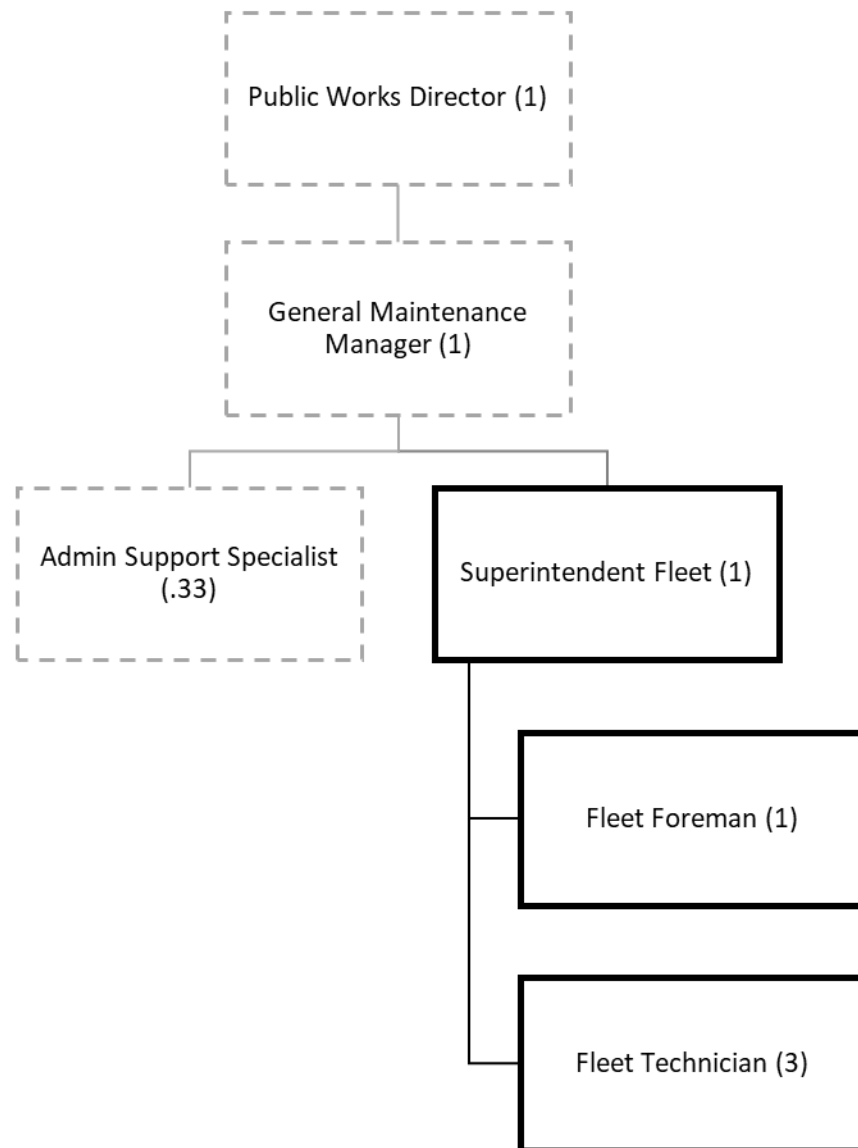 Public Works Director (1)
General Maintenance
Manager (1)
Admin Support Specialist
(.33)
Superintendent Fleet (1)
Fleet Foreman (1)
Fleet Technician (3)